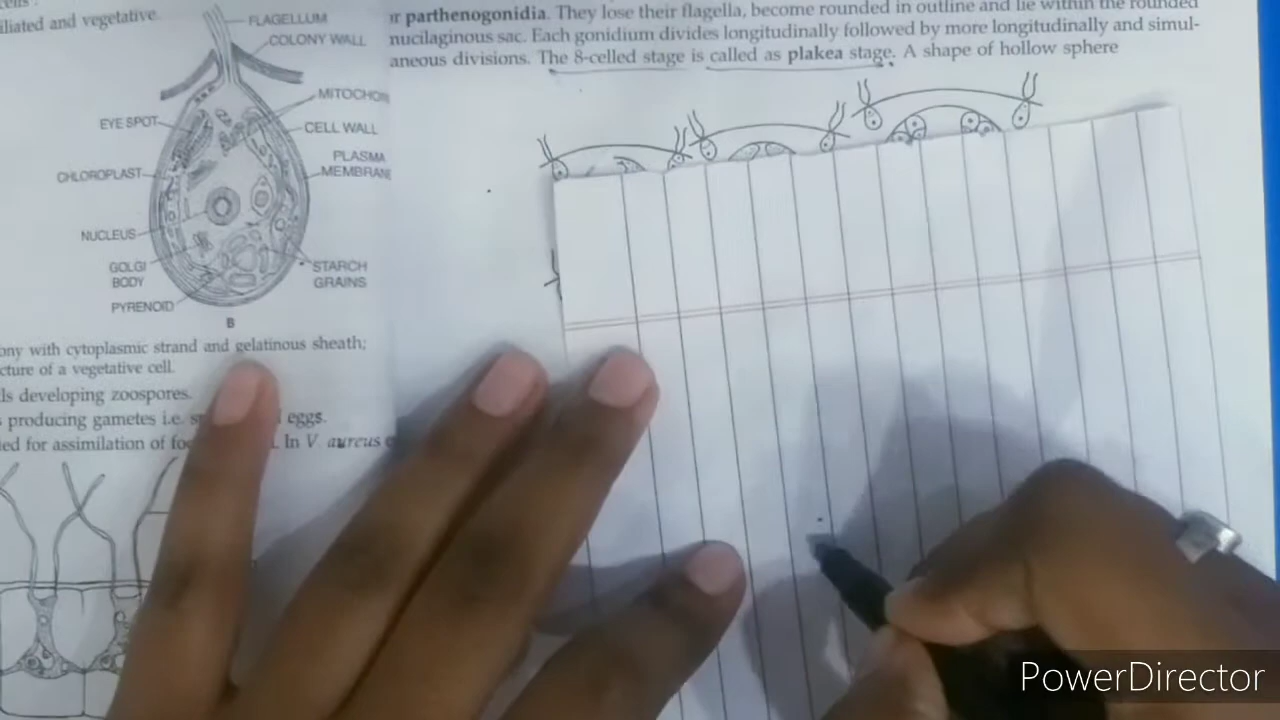 iliated and vegetative
FLAGELLUM
COLONY WALL
EYE SPOT
CELL WALL
PLASMA
CHLOROPLAST
NUCLEUS
GOLGI
BODY
STARCH
GRAINS
PYRENOID
B
ony with cytoplasmic strand and gelatinous sheath;
cture of a vegetative cell.
ls developing zoospores.
producing gametes i.e. eggs.
ed for assimilation of In V. aureus
parthenogonidia. They lose their flagella, become rounded in outline and lie within the rounded
nucilaginous sac. Each gonidium divides longitudinally followed by more longitudinally and simul-
aneous divisions. The 8-celled stage is called as plakea stage. A shape of hollow sphere
PowerDirector